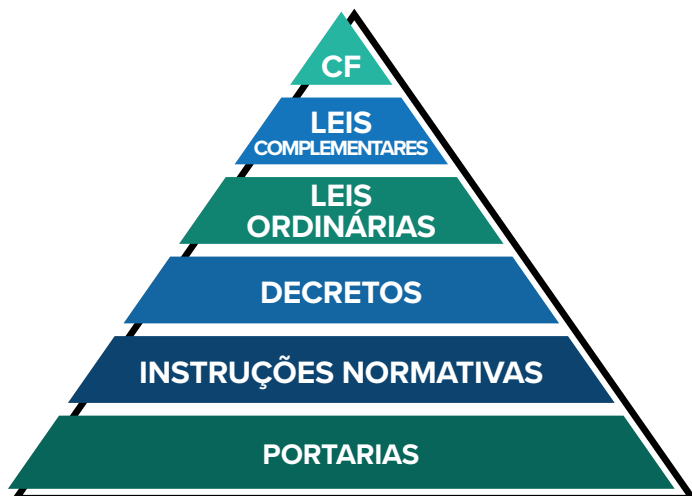 CF
LEIS
COMPLEMENTARES
LEIS
ORDINÁRIAS
DECRETOS
INSTRUÇÕES NORMATIVAS
PORTARIAS